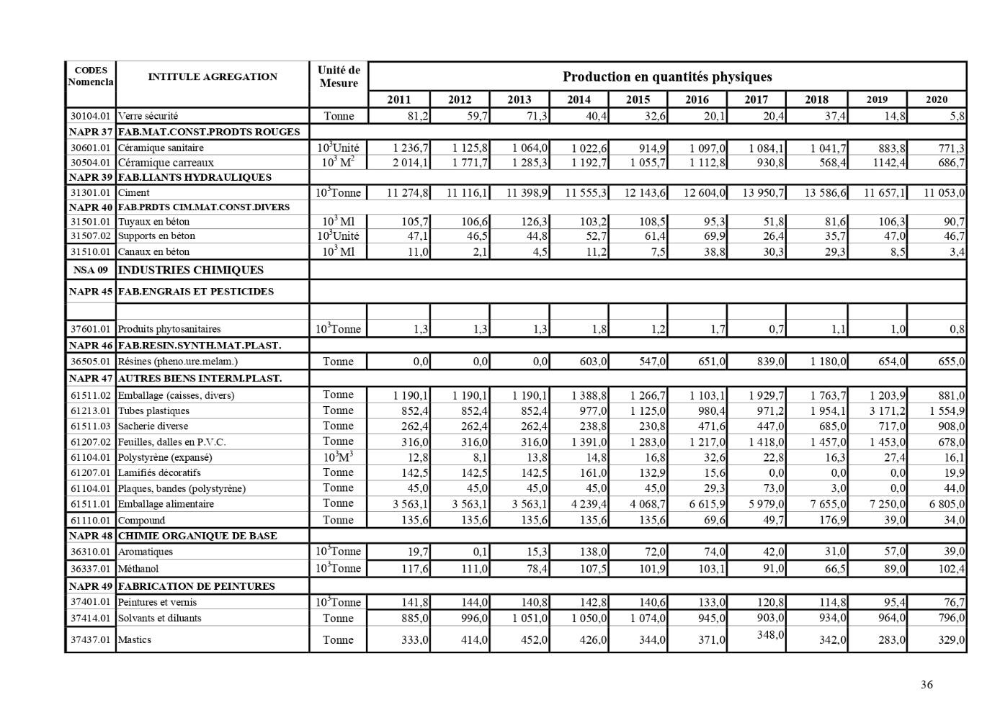 CODES Nomencla INTITULE AGREGATION Unité de Mesure Production en quantités physiques
2011 2012 2013 2014 2015 2016 2017 2018 2019 2020
30104.01 Verre sécurité Tonne 81,2 59,7 71,3 40,4 32,6 20,1 20,4 37,4 14,8 5,8
NAPR 37 FAB.MAT.CONST.PRODTS ROUGES
30601.01 Céramique sanitaire 10³Unité 1 236,7 1 125,8 1 064,0 1 022,6 914,9 1 097,0 1 084,1 1 041,7 883,8 771,3
30504.01 Céramique carreaux 10³ M² 2 014,1 1 771,7 1 285,3 1 192,7 1 055,7 1 112,8 930,8 568,4 1142,4 686,7
NAPR 39 FAB.LIANTS HYDRAULIQUES
31301.01 Ciment 10³Tonne 11 274,8 11 116,1 11 398,9 11 555,3 12 143,6 12 604,0 13 950,7 13 586,6 11 657,1 11 053,0
NAPR 40 FAB.PRDTS CIM.MAT.CONST.DIVERS
31501.01 Tuyaux en béton 10³ Ml 105,7 106,6 126,3 103,2 108,5 95,3 51,8 81,6 106,3 90,7
31507.02 Supports en béton 10³Unité 47,1 46,5 44,8 52,7 61,4 69,9 26,4 35,7 47,0 46,7
31510.01 Canaux en béton 10³ Ml 11,0 2,1 4,5 11,2 7,5 38,8 30,3 29,3 8,5 3,4
NSA 09 INDUSTRIES CHIMIQUES
NAPR 45 FAB.ENGRAIS ET PESTICIDES
37601.01 Produits phytosanitaires 10³Tonne 1,3 1,3 1,3 1,8 1,2 1,7 0,7 1,1 1,0 0,8
NAPR 46 FAB.RESIN.SYNTH.MAT.PLAST.
36505.01 Résines (pheno.ure.melam.) Tonne 0,0 0,0 0,0 603,0 547,0 651,0 839,0 1 180,0 654,0 655,0
NAPR 47 AUTRES BIENS INTERM.PLAST.
61511.02 Emballage (caisses, divers) Tonne 1 190,1 1 190,1 1 190,1 1 388,8 1 266,7 1 103,1 1 929,7 1 763,7 1 203,9 881,0
61213.01 Tubes plastiques Tonne 852,4 852,4 852,4 977,0 1 125,0 980,4 971,2 1 954,1 3 171,2 1 554,9
61511.03 Sacherie diverse Tonne 262,4 262,4 262,4 238,8 230,8 471,6 447,0 685,0 717,0 908,0
61207.02 Feuilles, dalles en P.V.C. Tonne 316,0 316,0 316,0 1 391,0 1 283,0 1 217,0 1 418,0 1 457,0 1 453,0 678,0
61104.01 Polystyrène (expansé) 10³M³ 12,8 8,1 13,8 14,8 16,8 32,6 22,8 16,3 27,4 16,1
61207.01 Lamifiés décoratifs Tonne 142,5 142,5 142,5 161,0 132,9 15,6 0,0 0,0 0,0 19,9
61104.01 Plaques, bandes (polystyrène) Tonne 45,0 45,0 45,0 45,0 45,0 29,3 73,0 3,0 0,0 44,0
61511.01 Emballage alimentaire Tonne 3 563,1 3 563,1 3 563,1 4 239,4 4 068,7 6 615,9 5 979,0 7 655,0 7 250,0 6 805,0
61110.01 Compound Tonne 135,6 135,6 135,6 135,6 135,6 69,6 49,7 176,9 39,0 34,0
NAPR 48 CHIMIE ORGANIQUE DE BASE
36310.01 Aromatiques 10³Tonne 19,7 0,1 15,3 138,0 72,0 74,0 42,0 31,0 57,0 39,0
36337.01 Méthanol 10³Tonne 117,6 111,0 78,4 107,5 101,9 103,1 91,0 66,5 89,0 102,4
NAPR 49 FABRICATION DE PEINTURES
37401.01 Peintures et vernis 10³Tonne 141,8 144,0 140,8 142,8 140,6 133,0 120,8 114,8 95,4 76,7
37414.01 Solvants et diluants Tonne 885,0 996,0 1 051,0 1 050,0 1 074,0 945,0 903,0 934,0 964,0 796,0
37437.01 Mastics Tonne 333,0 414,0 452,0 426,0 344,0 371,0 348,0 342,0 283,0 329,0
36